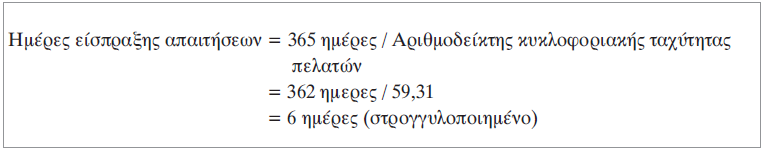 Ημέρες είσπραξης απαιτήσεων = 365 ημέρες / Αριθμοδείκτης κυκλοφοριακής ταχύτητας
πελατών
= 362 ημερες / 59,31
= 6 ημέρες (στρογγυλοποιημένο)